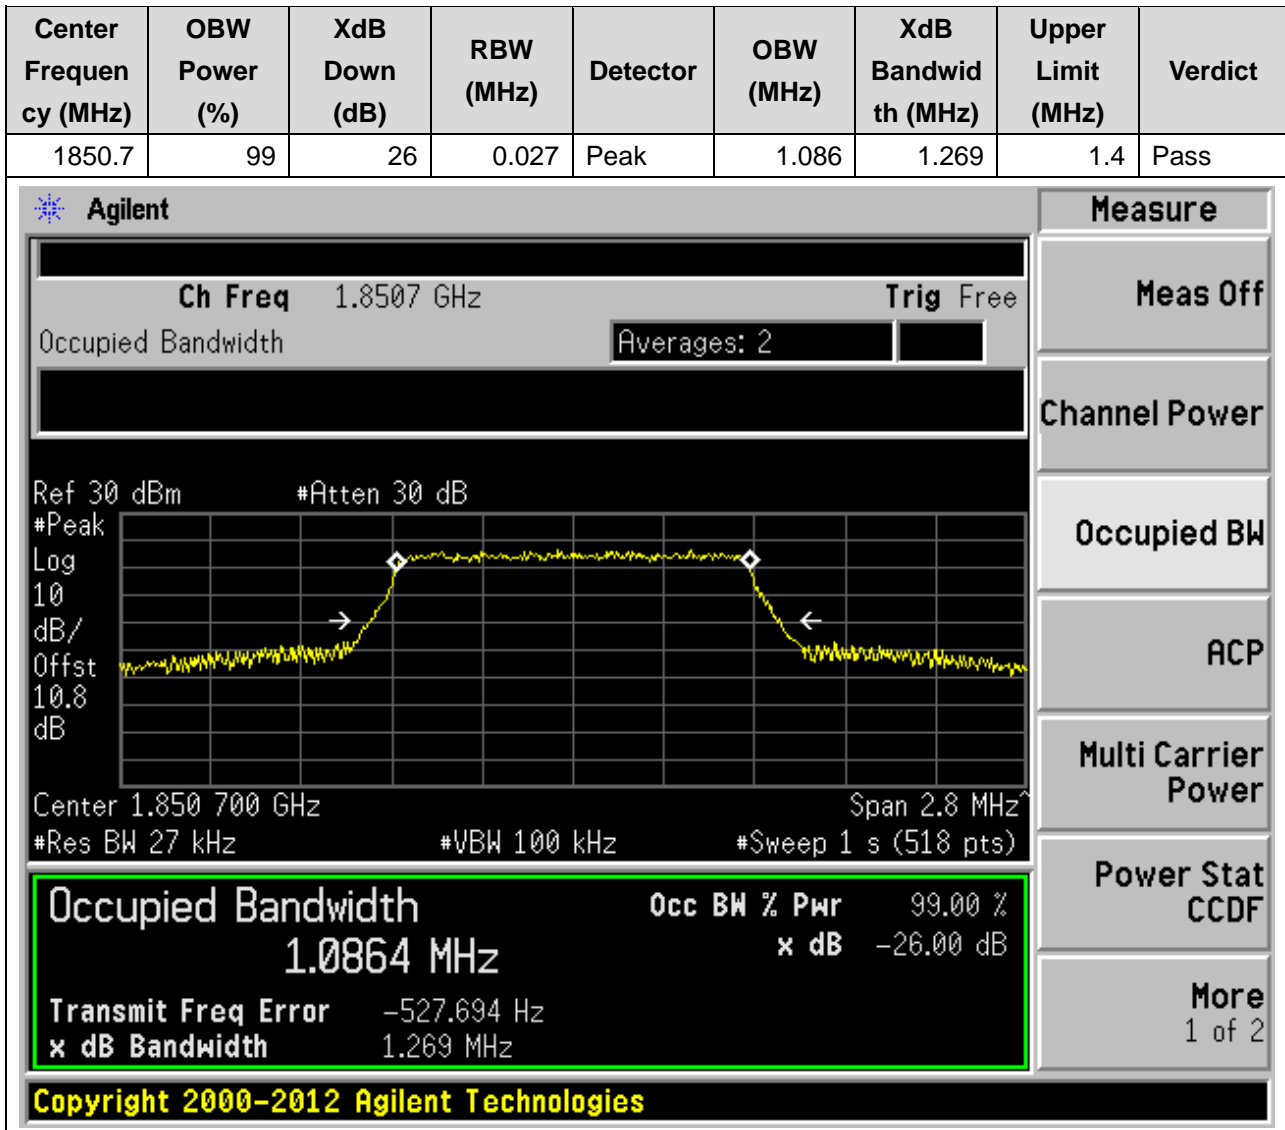 Center Frequen cy (MHz) | OBW Power (%) | XdB Down (dB) | RBW (MHz) | Detector | OBW (MHz) | XdB Bandwid th (MHz) | Upper Limit (MHz) | Verdict
1850.7 | 99 | 26 | 0.027 | Peak | 1.086 | 1.269 | 1.4 | Pass
Agilent
Measure
Ch Freq 1.8507 GHz Trig Free
Meas Off
Occupied Bandwidth Averages: 2
Channel Power
Ref 30 dBm #Atten 30 dB
#Peak
Log
10
dB/
Offst
10.8
dB
Occupied BW
ACP
Center 1.850 700 GHz Span 2.8 MHz^
#Res BW 27 kHz #VBW 100 kHz #Sweep 1 s (518 pts)
Multi Carrier
Power
Occupied Bandwidth Occ BW % Pwr 99.00 %
1.0864 MHz x dB -26.00 dB
Power Stat
CCDF
Transmit Freq Error -527.694 Hz
x dB Bandwidth 1.269 MHz
More
1 of 2
Copyright 2000-2012 Agilent Technologies